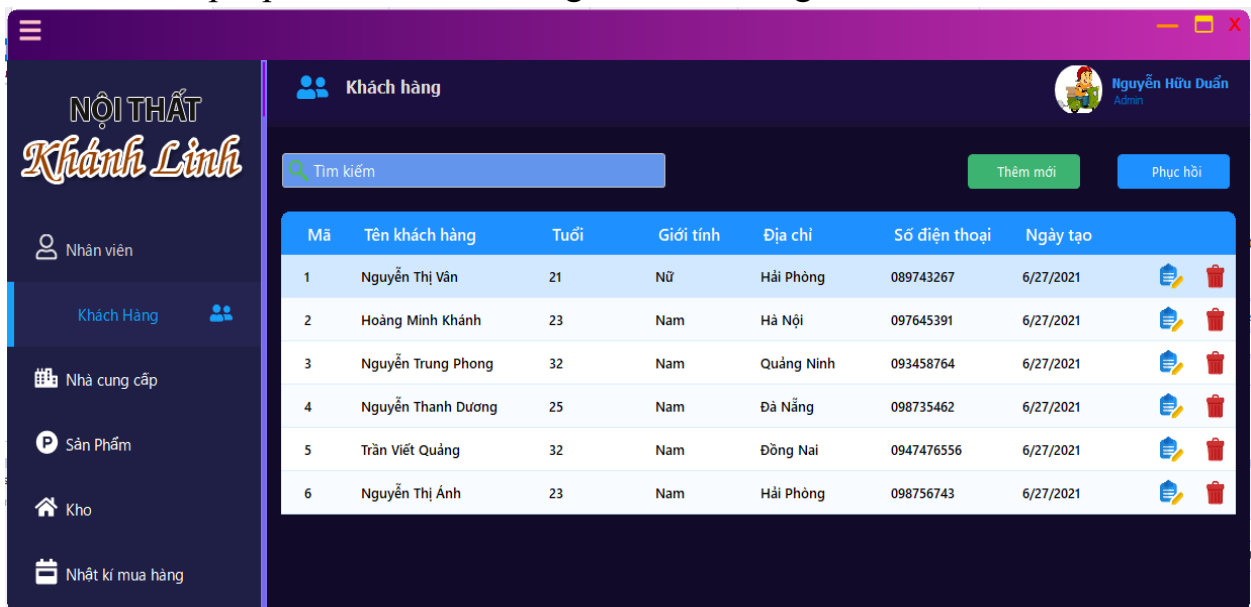 Khách hàng
Nguyễn Hữu Duẩn
Admin
NỘI THẤT
Khánh Linh
Tìm kiếm
Thêm mới
Phục hồi
Nhân viên
Khách Hàng
Nhà cung cấp
P Sản Phẩm
Kho
Nhật kí mua hàng
Mã Tên khách hàng Tuổi Giới tính Địa chỉ Số điện thoại Ngày tạo
1 Nguyễn Thị Vân 21 Nữ Hải Phòng 089743267 6/27/2021
2 Hoàng Minh Khánh 23 Nam Hà Nội 097645391 6/27/2021
3 Nguyễn Trung Phong 32 Nam Quảng Ninh 093458764 6/27/2021
4 Nguyễn Thanh Dương 25 Nam Đà Nẵng 098735462 6/27/2021
5 Trần Viết Quảng 32 Nam Đồng Nai 0947476556 6/27/2021
6 Nguyễn Thị Ánh 23 Nam Hải Phòng 098756743 6/27/2021